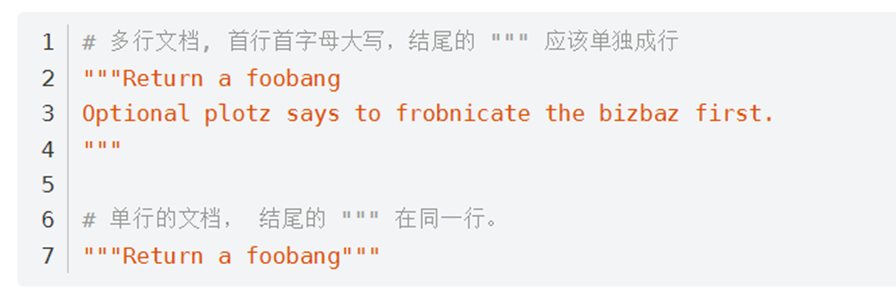 1 # 多行文档, 首行首字母大写，结尾的 """ 应该单独成行
2 """Return a foobang
3 Optional plotz says to frobnicate the bizbaz first.
4 """
5
6 # 单行的文档， 结尾的 """ 在同一行。
7 """Return a foobang"""